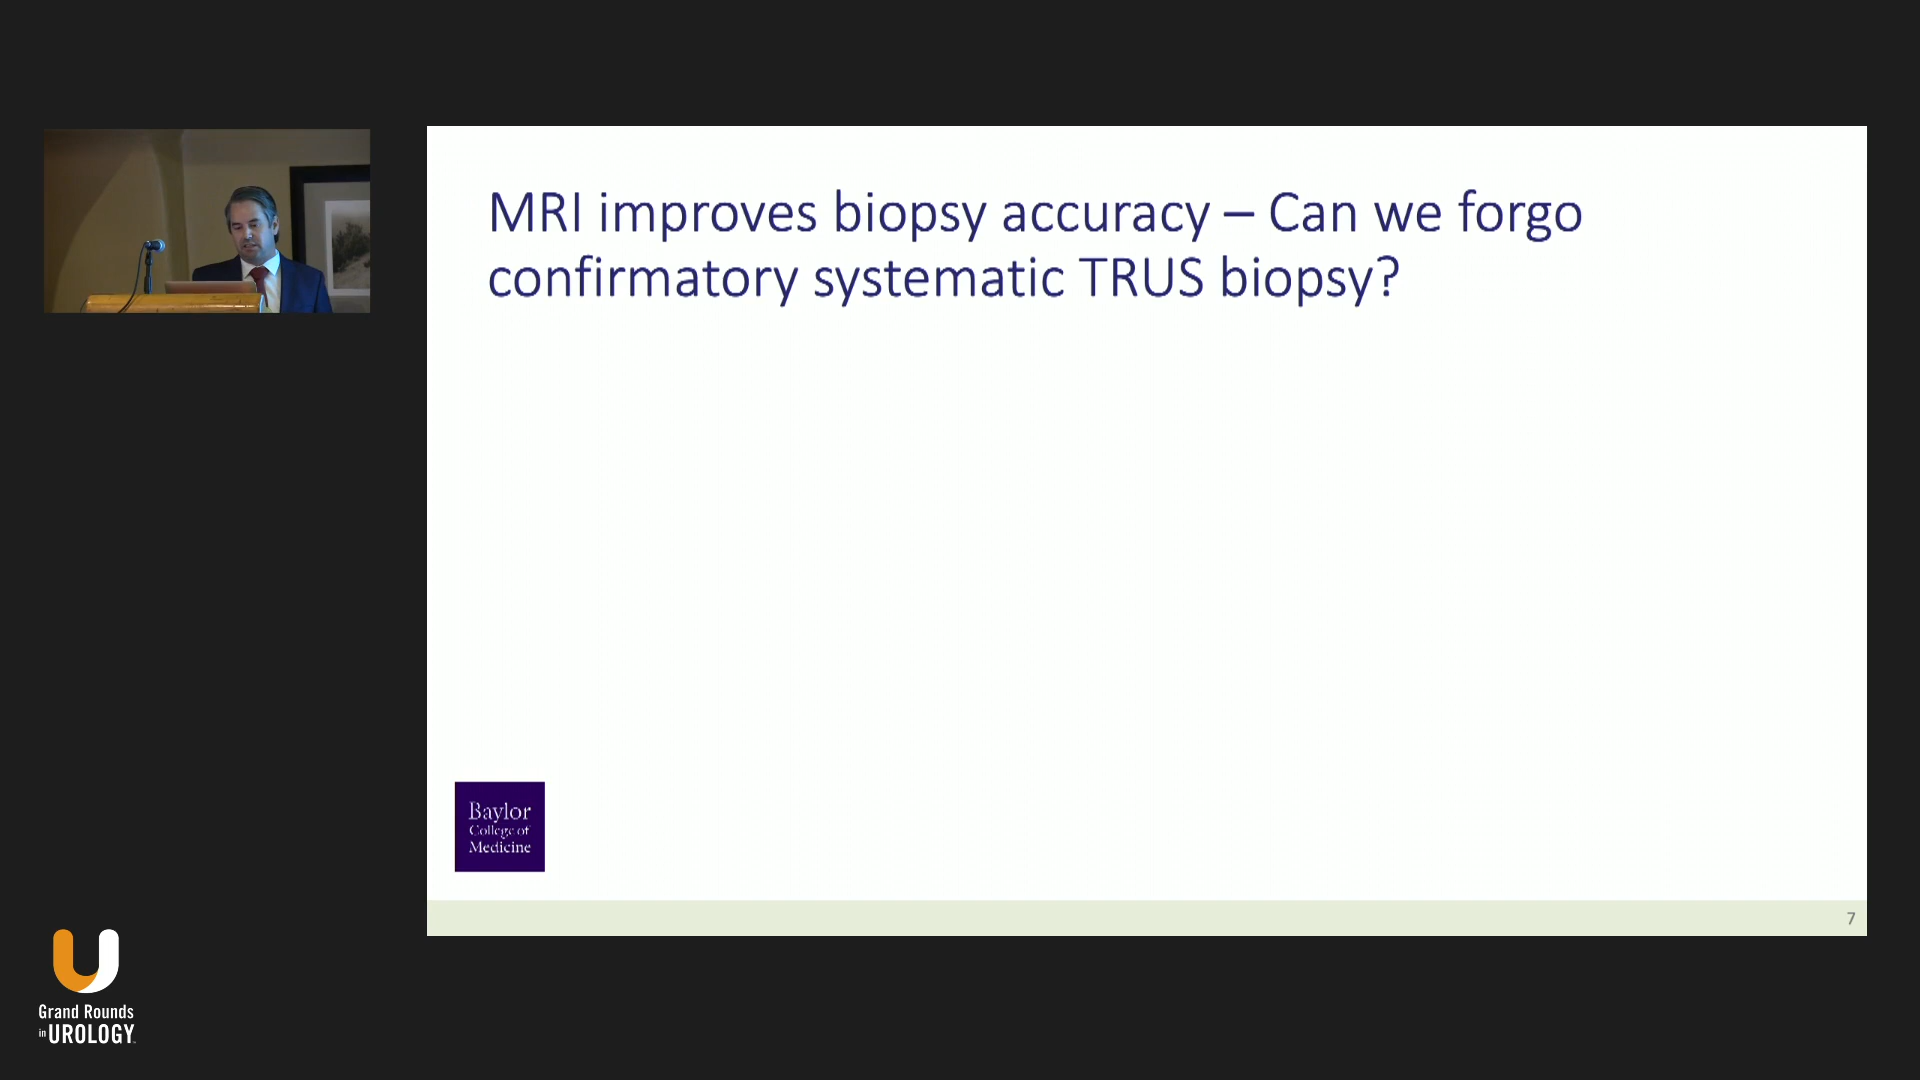 MRI improves biopsy accuracy – Can we forgo
confirmatory systematic TRUS biopsy?
Baylor
College of
Medicine
7
Grand Rounds
in UROLOGY